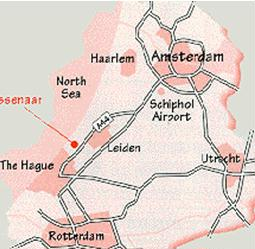 Haarlem
Amsterdam
North
Sea
Schiphol
Airport
ssenaar
A44
Leiden
The Hague
Utrecht
Rotterdam